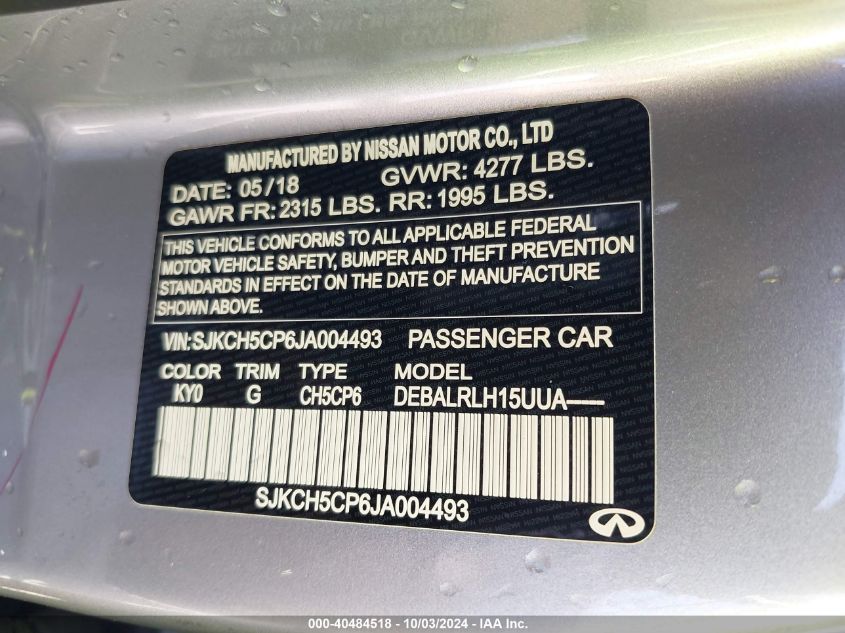 MANUFACTURED BY NISSAN MOTOR CO., LTD
DATE: 05/18 GVWR: 4277 LBS.
GAWR FR: 2315 LBS. RR: 1995 LBS.
THIS VEHICLE CONFORMS TO ALL APPLICABLE FEDERAL
MOTOR VEHICLE SAFETY, BUMPER AND THEFT PREVENTION
STANDARDS IN EFFECT ON THE DATE OF MANUFACTURE
SHOWN ABOVE.
VIN: SJKCH5CP6JA004493 PASSENGER CAR
COLOR TRIM TYPE MODEL
KY0 G CH5CP6 DEBALRLH15UUA----
SJKCH5CP6JA004493
000-40484518 - 10/03/2024 - Copyright © 2024 IAA, Inc.